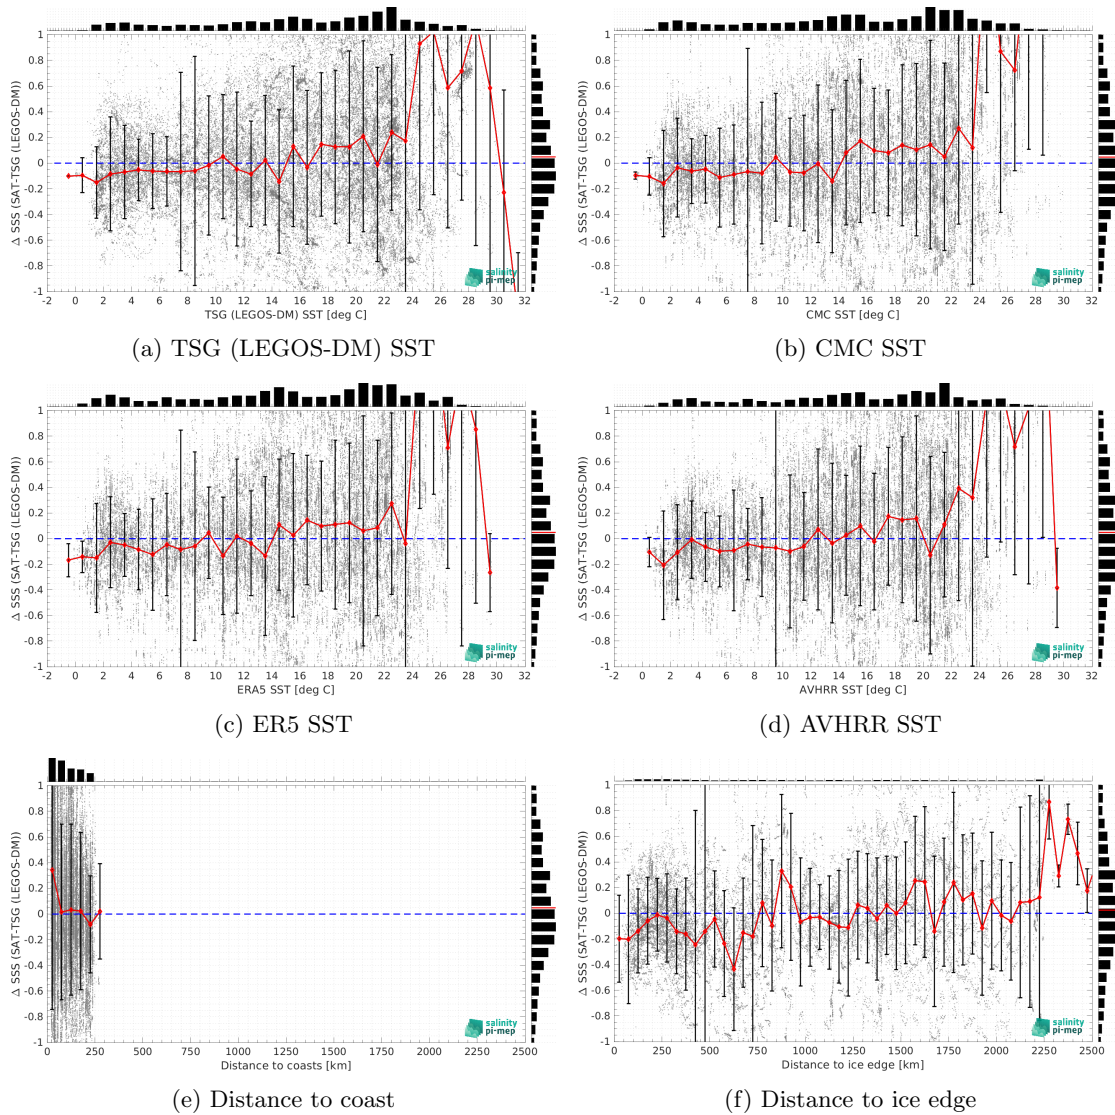 1
0.8
0.6
0.4
0.2
0
-0.2
-0.4
-0.6
-0.8
-1
Δ SSS (SAT-TSG (LEGOS-DM))
-2 0 2 4 6 8 10 12 14 16 18 20 22 24 26 28 30 32
TSG (LEGOS-DM) SST [deg C]
salinity
pi-mep
(a) TSG (LEGOS-DM) SST
1
0.8
0.6
0.4
0.2
0
-0.2
-0.4
-0.6
-0.8
-1
Δ SSS (SAT-TSG (LEGOS-DM))
-2 0 2 4 6 8 10 12 14 16 18 20 22 24 26 28 30 32
CMC SST [deg C]
salinity
pi-mep
(b) CMC SST
1
0.8
0.6
0.4
0.2
0
-0.2
-0.4
-0.6
-0.8
-1
Δ SSS (SAT-TSG (LEGOS-DM))
-2 0 2 4 6 8 10 12 14 16 18 20 22 24 26 28 30 32
ERA5 SST [deg C]
salinity
pi-mep
(c) ER5 SST
1
0.8
0.6
0.4
0.2
0
-0.2
-0.4
-0.6
-0.8
-1
Δ SSS (SAT-TSG (LEGOS-DM))
-2 0 2 4 6 8 10 12 14 16 18 20 22 24 26 28 30 32
AVHRR SST [deg C]
salinity
pi-mep
(d) AVHRR SST
1
0.8
0.6
0.4
0.2
0
-0.2
-0.4
-0.6
-0.8
-1
Δ SSS (SAT-TSG (LEGOS-DM))
0 250 500 750 1000 1250 1500 1750 2000 2250 2500
Distance to coasts [km]
salinity
pi-mep
(e) Distance to coast
1
0.8
0.6
0.4
0.2
0
-0.2
-0.4
-0.6
-0.8
-1
Δ SSS (SAT-TSG (LEGOS-DM))
0 250 500 750 1000 1250 1500 1750 2000 2250 2500
Distance to ice edge [km]
salinity
pi-mep
(f) Distance to ice edge